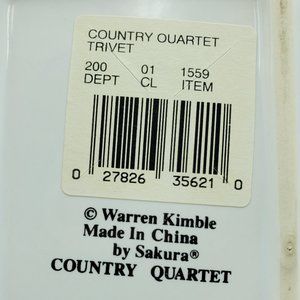 COUNTRY QUARTET
TRIVET
200 01 1559
DEPT CL ITEM
0 27826 35621 0
© Warren Kimble
Made In China
by Sakura®
COUNTRY QUARTET